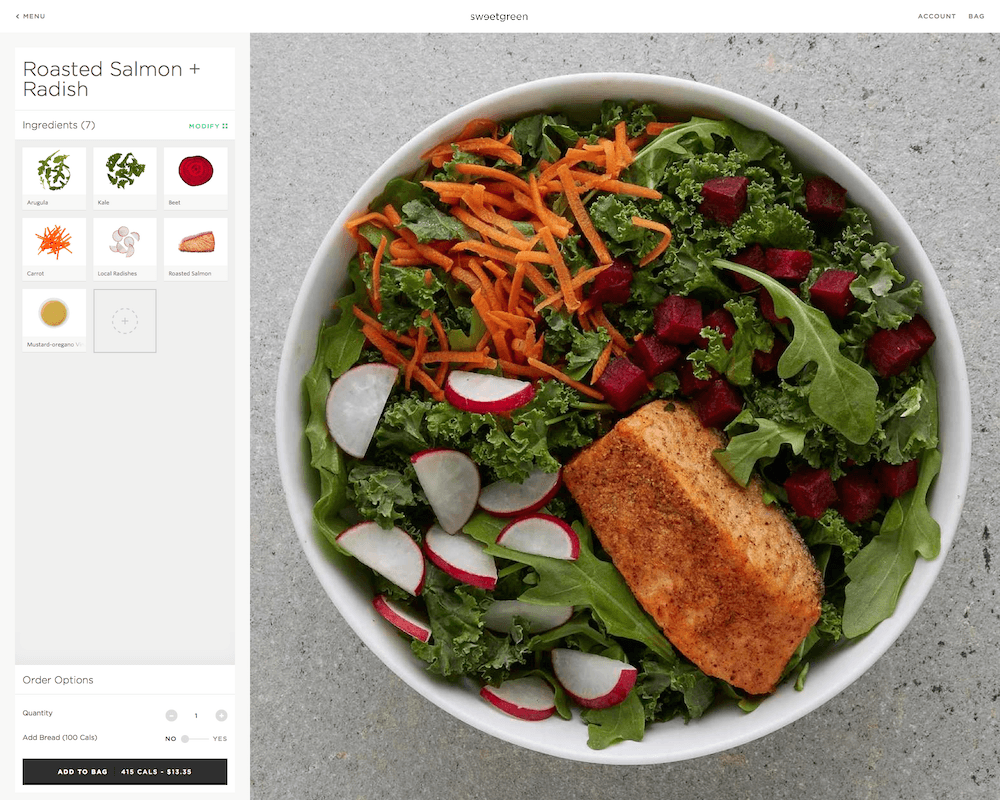 MENU
sweetgreen
ACCOUNT BAG
Roasted Salmon +
Radish
Ingredients (7)
MODIFY
Arugula
Kale
Beet
Carrot
Local Radishes
Roasted Salmon
Mustard-oregano Vi
Order Options
Quantity
1
Add Bread (100 Cals)
NO YES
ADD TO BAG 415 CALS - $13.35